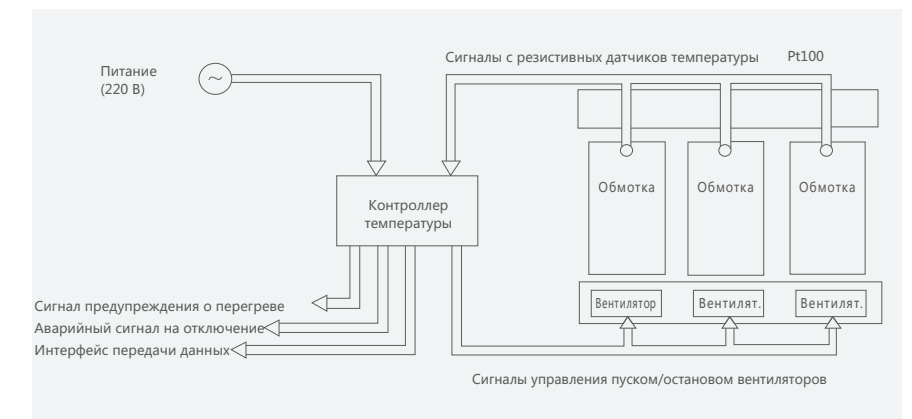 Сигналы с резистивных датчиков температуры Pt100
Питание
(220 В)
~
Обмотка
Обмотка
Обмотка
Контроллер
температуры
Сигнал предупреждения о перегреве
Аварийный сигнал на отключение
Интерфейс передачи данных
Вентилятор
Вентилят.
Вентилят.
Сигналы управления пуском/остановом вентиляторов